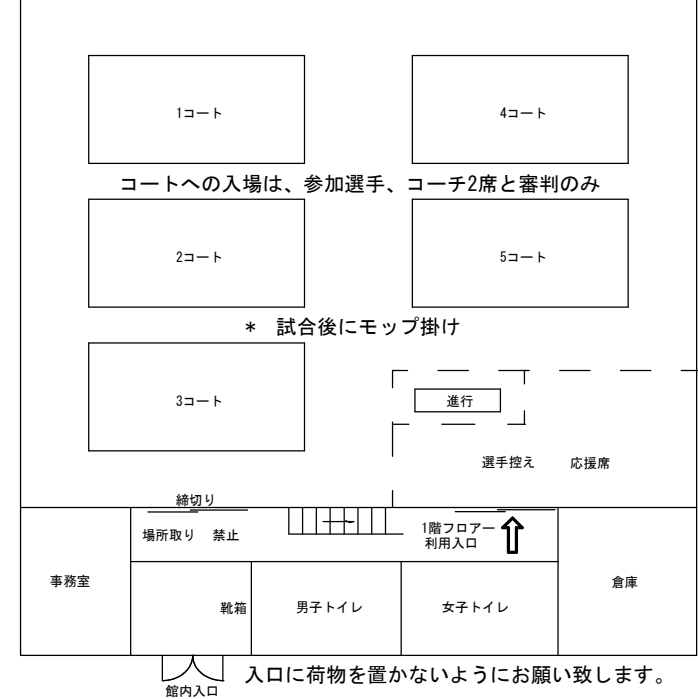 1コート
4コート
コートへの入場は、参加選手、コーチ2席と審判のみ
2コート
5コート
* 試合後にモップ掛け
3コート
進行
選手控え 応援席
締切り
場所取り 禁止
1階フロアー
利用入口
事務室
靴箱
男子トイレ
女子トイレ
倉庫
入口に荷物を置かないようにお願い致します。
館内入口